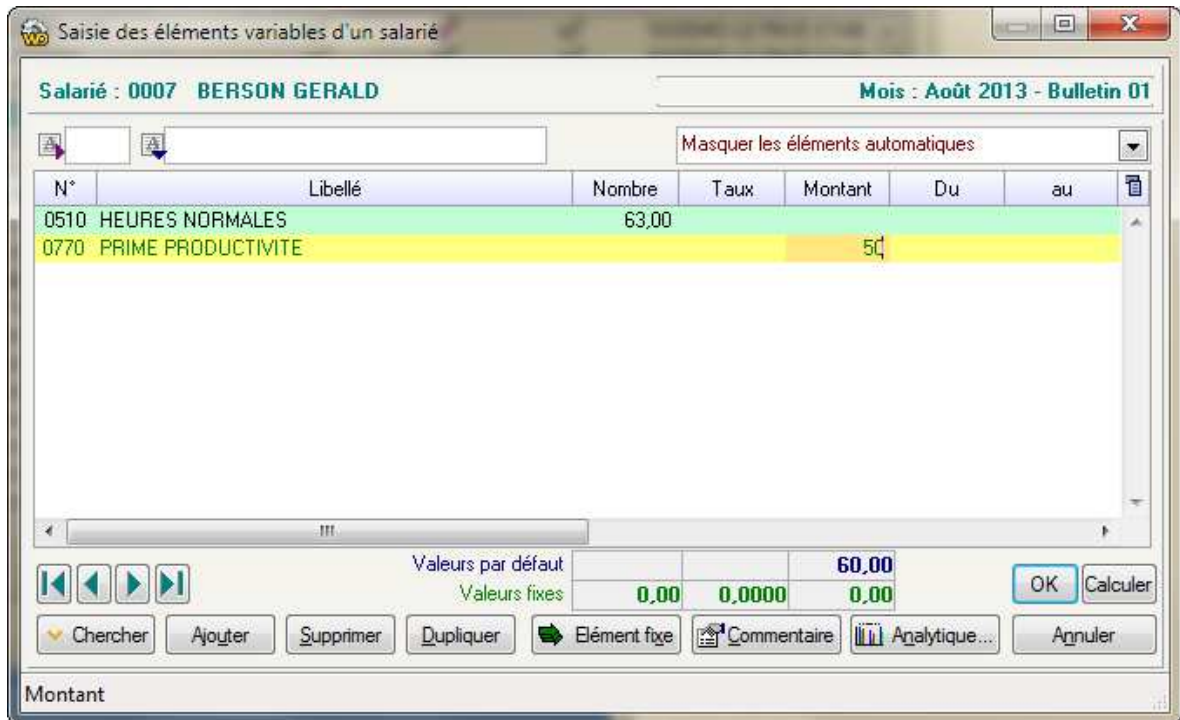 Saisie des éléments variables d'un salarié
Salarié : 0007 BERSON GERALD Mois : Août 2013 - Bulletin 01
Masquer les éléments automatiques
N° Libellé Nombre Taux Montant Du au
0510 HEURES NORMALES 63,00
0770 PRIME PRODUCTIVITE 50
Valeurs par défaut 60,00
Valeurs fixes 0,00 0,0000 0,00
OK Calculer
Chercher Ajouter Supprimer Dupliquer Elément fixe Commentaire Analytique... Annuler
Montant